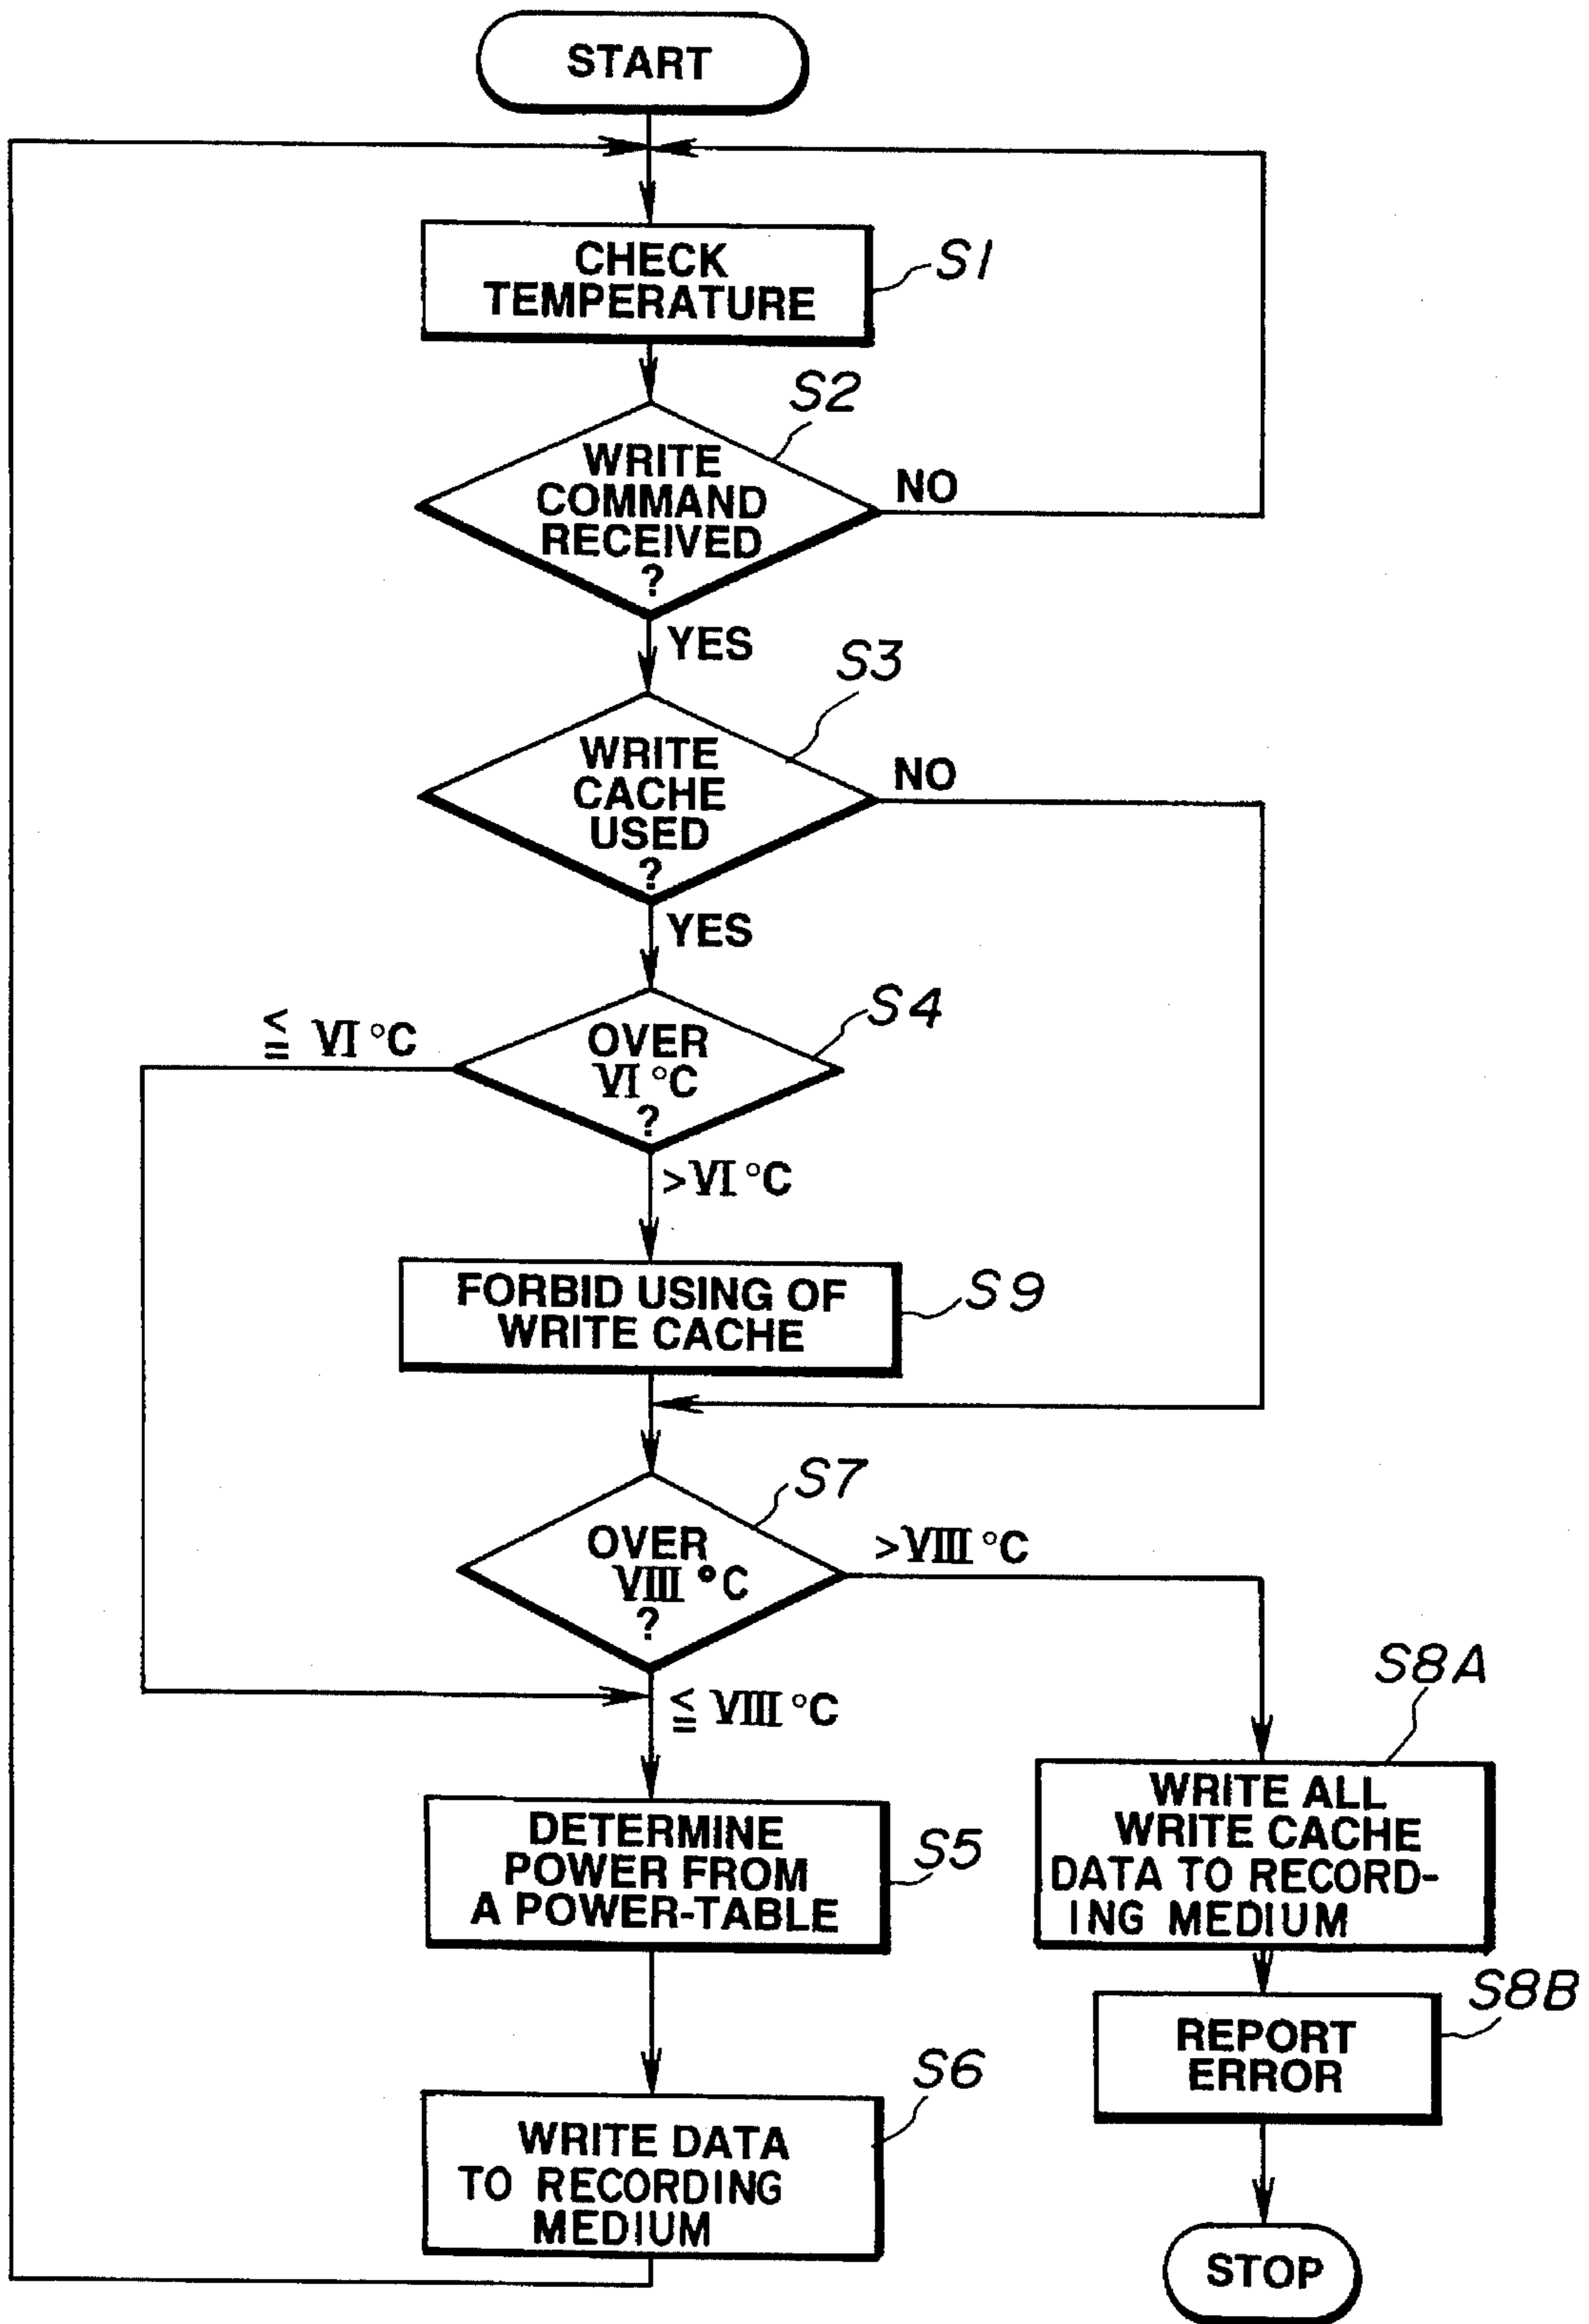 START
CHECK
TEMPERATURE
S1
S2
WRITE
COMMAND
RECEIVED
?
NO
YES
S3
WRITE
CACHE
USED
?
NO
YES
S4
≦ VI °C
OVER
VI °C
?
>VI °C
FORBID USING OF
WRITE CACHE
S9
S7
OVER
VIII °C
?
>VIII °C
≦ VIII °C
S8A
WRITE ALL
WRITE CACHE
DATA TO RECORD-
ING MEDIUM
DETERMINE
POWER FROM
A POWER-TABLE
S5
S8B
REPORT
ERROR
S6
WRITE DATA
TO RECORDING
MEDIUM
STOP